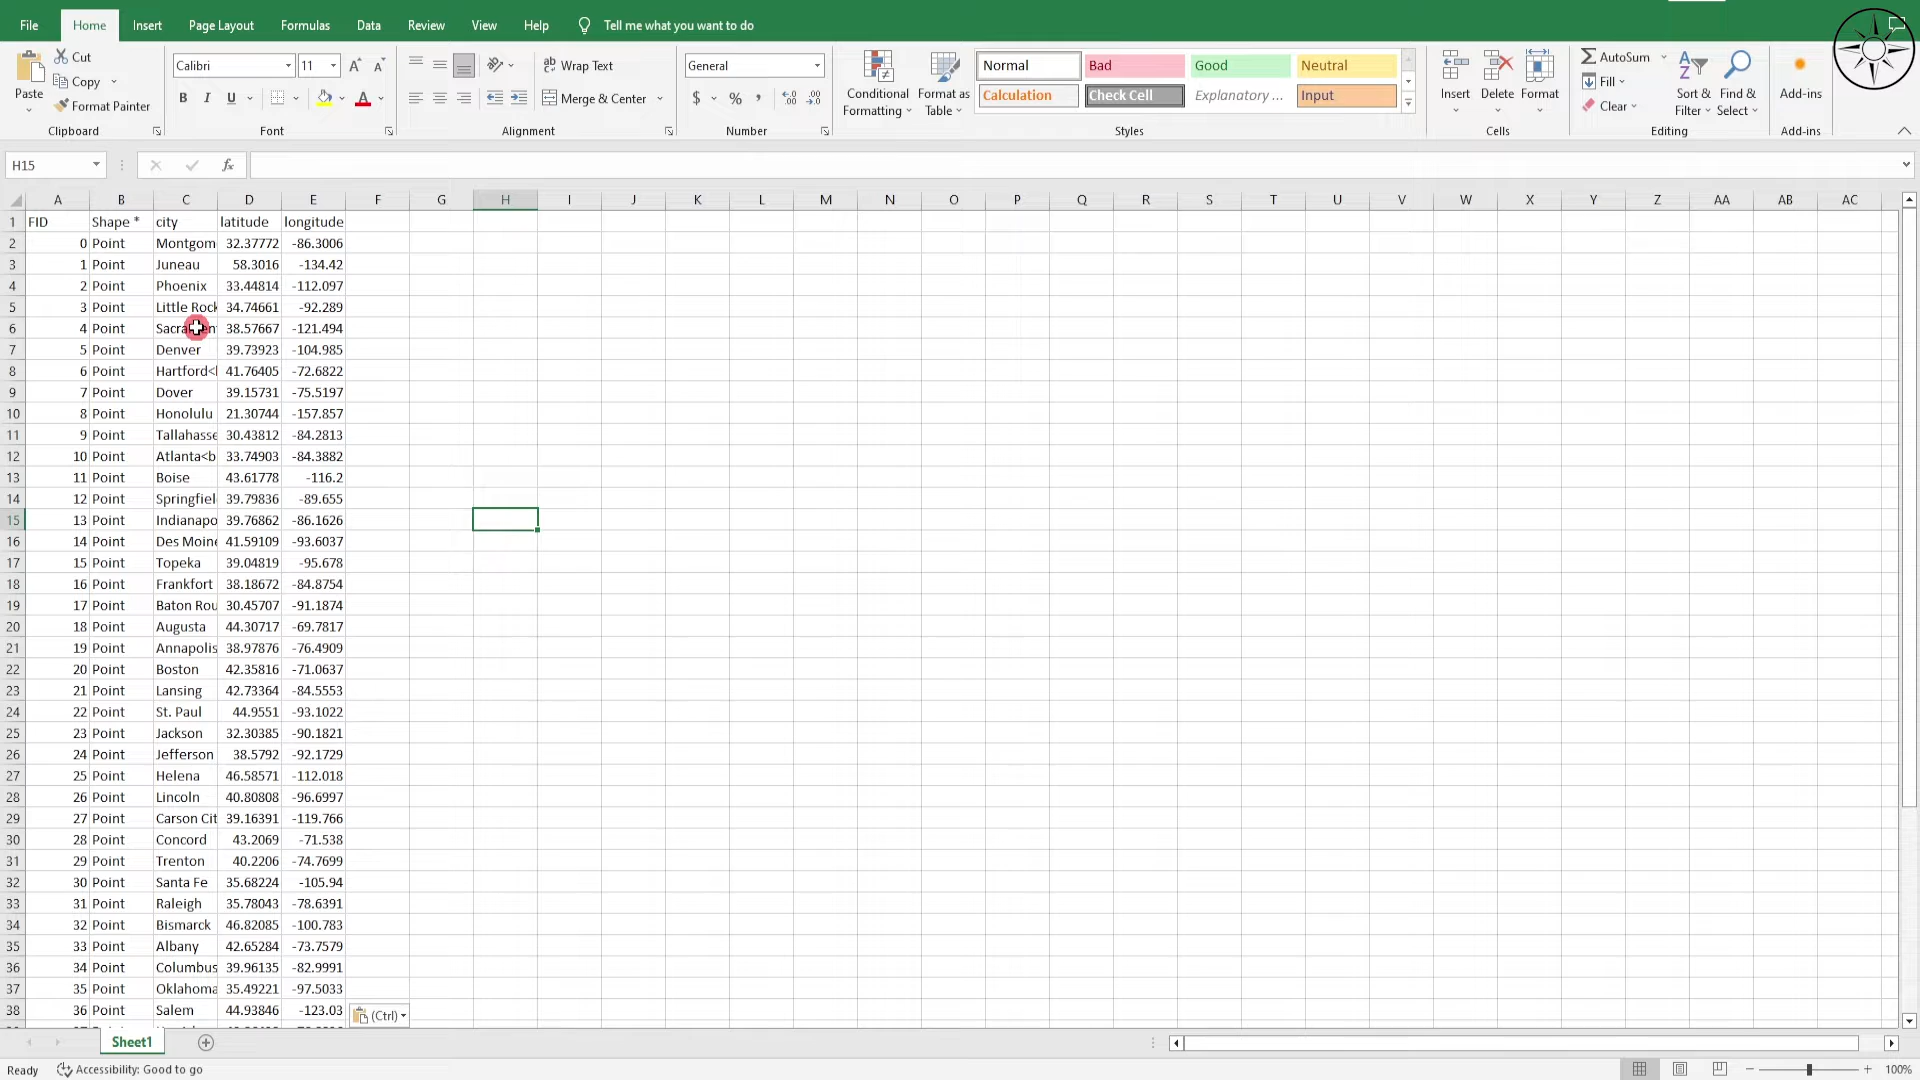 File Home Insert Page Layout Formulas Data Review View Help Tell me what you want to do
Paste Cut Copy Format Painter Clipboard
Calibri 11 A A B I U A Font
Wrap Text Merge & Center Alignment
General $ % , Number
Conditional Formatting Format as Table
Normal Bad Good Neutral
Calculation Check Cell Explanatory ... Input
Styles
Insert Delete Format Cells
AutoSum Fill Clear Sort & Filter Find & Select Editing
Add-ins Add-ins
H15 fx
A B C D E F G H I J K L M N O P Q R S T U V W X Y Z AA AB AC
1 FID Shape * city latitude longitude
2 0 Point Montgom 32.37772 -86.3006
3 1 Point Juneau 58.3016 -134.42
4 2 Point Phoenix 33.44814 -112.097
5 3 Point Little Rock 34.74661 -92.289
6 4 Point 38.57667 -121.494
7 5 Point Denver 39.73923 -104.985
8 6 Point Hartford<l 41.76405 -72.6822
9 7 Point Dover 39.15731 -75.5197
10 8 Point Honolulu 21.30744 -157.857
11 9 Point Tallahasse 30.43812 -84.2813
12 10 Point Atlanta<b 33.74903 -84.3882
13 11 Point Boise 43.61778 -116.2
14 12 Point Springfiel 39.79836 -89.655
15 13 Point Indianapo 39.76862 -86.1626
16 14 Point Des Moine 41.59109 -93.6037
17 15 Point Topeka 39.04819 -95.678
18 16 Point Frankfort 38.18672 -84.8754
19 17 Point Baton Rou 30.45707 -91.1874
20 18 Point Augusta 44.30717 -69.7817
21 19 Point Annapolis 38.97876 -76.4909
22 20 Point Boston 42.35816 -71.0637
23 21 Point Lansing 42.73364 -84.5553
24 22 Point St. Paul 44.9551 -93.1022
25 23 Point Jackson 32.30385 -90.1821
26 24 Point Jefferson 38.5792 -92.1729
27 25 Point Helena 46.58571 -112.018
28 26 Point Lincoln 40.80808 -96.6997
29 27 Point Carson Cit 39.16391 -119.766
30 28 Point Concord 43.2069 -71.538
31 29 Point Trenton 40.2206 -74.7699
32 30 Point Santa Fe 35.68224 -105.94
33 31 Point Raleigh 35.78043 -78.6391
34 32 Point Bismarck 46.82085 -100.783
35 33 Point Albany 42.65284 -73.7579
36 34 Point Columbus 39.96135 -82.9991
37 35 Point Oklahoma 35.49221 -97.5033
38 36 Point Salem 44.93846 -123.03 (Ctrl)
Sheet1
Ready Accessibility: Good to go 100%